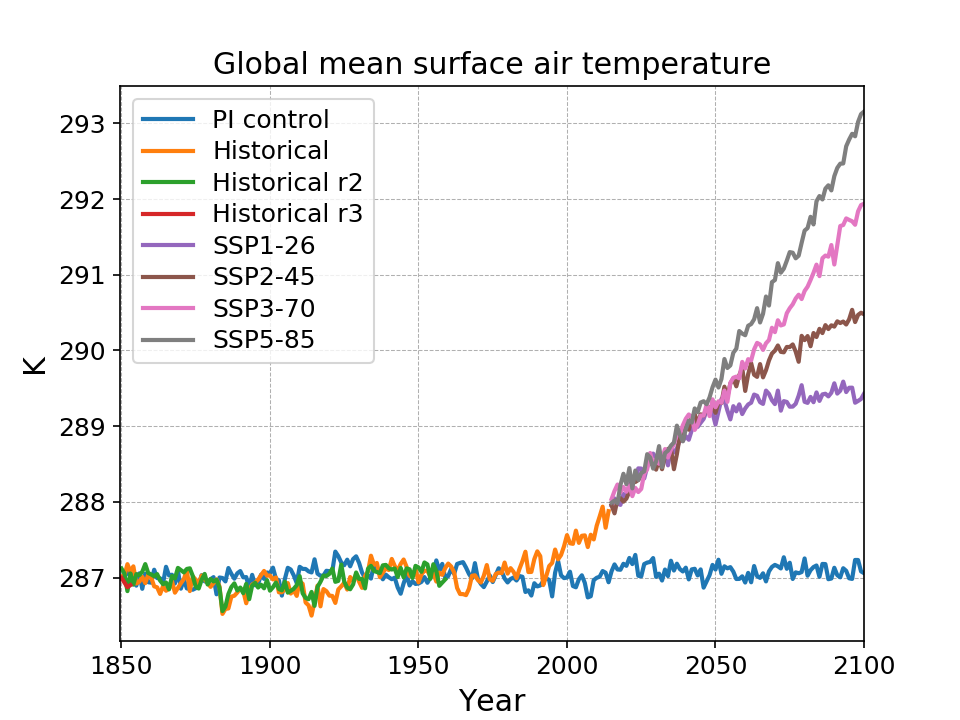 Global mean surface air temperature
PI control
Historical
Historical r2
Historical r3
SSP1-26
SSP2-45
SSP3-70
SSP5-85
293
292
291
290
289
288
287
K
1850 1900 1950 2000 2050 2100
Year